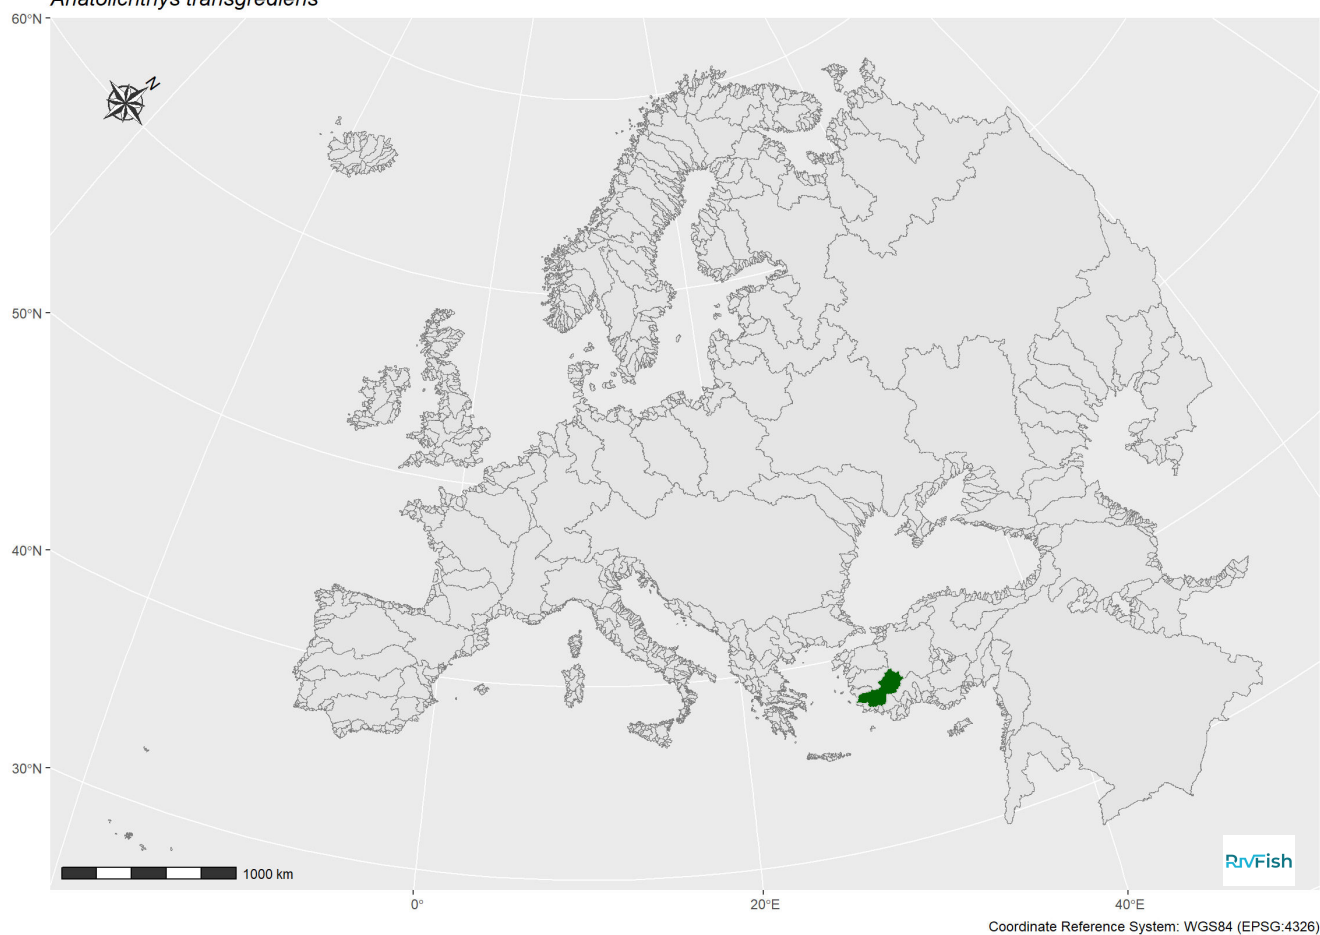 Anatolichthys transgrediens
60°N
N
50°N
40°N
30°N
1000 km
RIVFISH
0°
20°E
40°E
Coordinate Reference System: WGS84 (EPSG:4326)